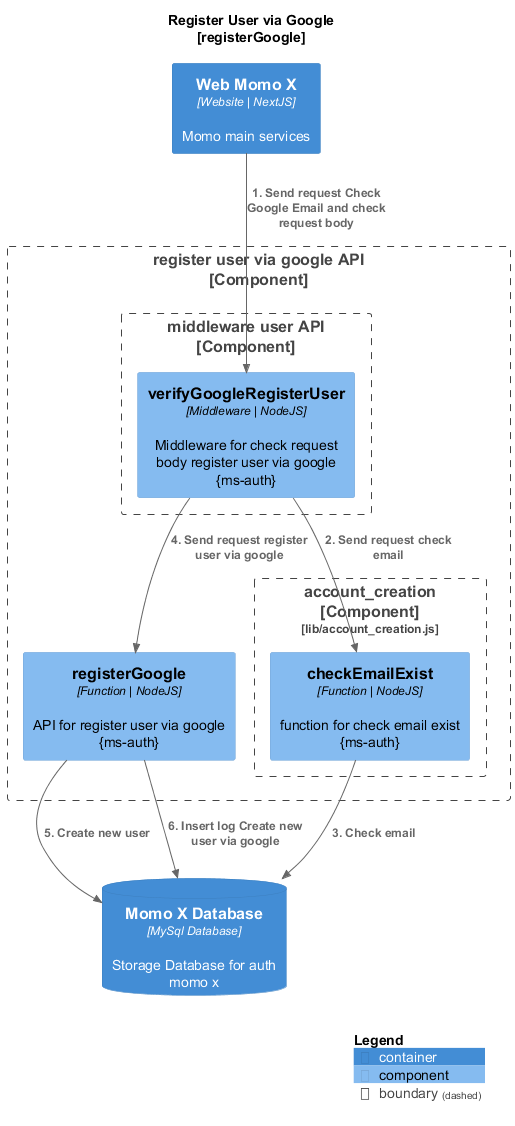 Register User via Google
[registerGoogle]
Web Momo X
[Website | NextJS]
Momo main services
1. Send request Check
Google Email and check
request body
register user via google API
[Component]
middleware user API
[Component]
verifyGoogleRegisterUser
[Middleware | NodeJS]
Middleware for check request
body register user via google
{ms-auth}
4. Send request register
user via google
2. Send request check
email
account_creation
[Component]
[lib/account_creation.js]
registerGoogle
[Function | NodeJS]
API for register user via google
{ms-auth}
checkEmailExist
[Function | NodeJS]
function for check email exist
{ms-auth}
5. Create new user
6. Insert log Create new
user via google
3. Check email
Momo X Database
[MySql Database]
Storage Database for auth
momo x
Legend
container
component
boundary (dashed)